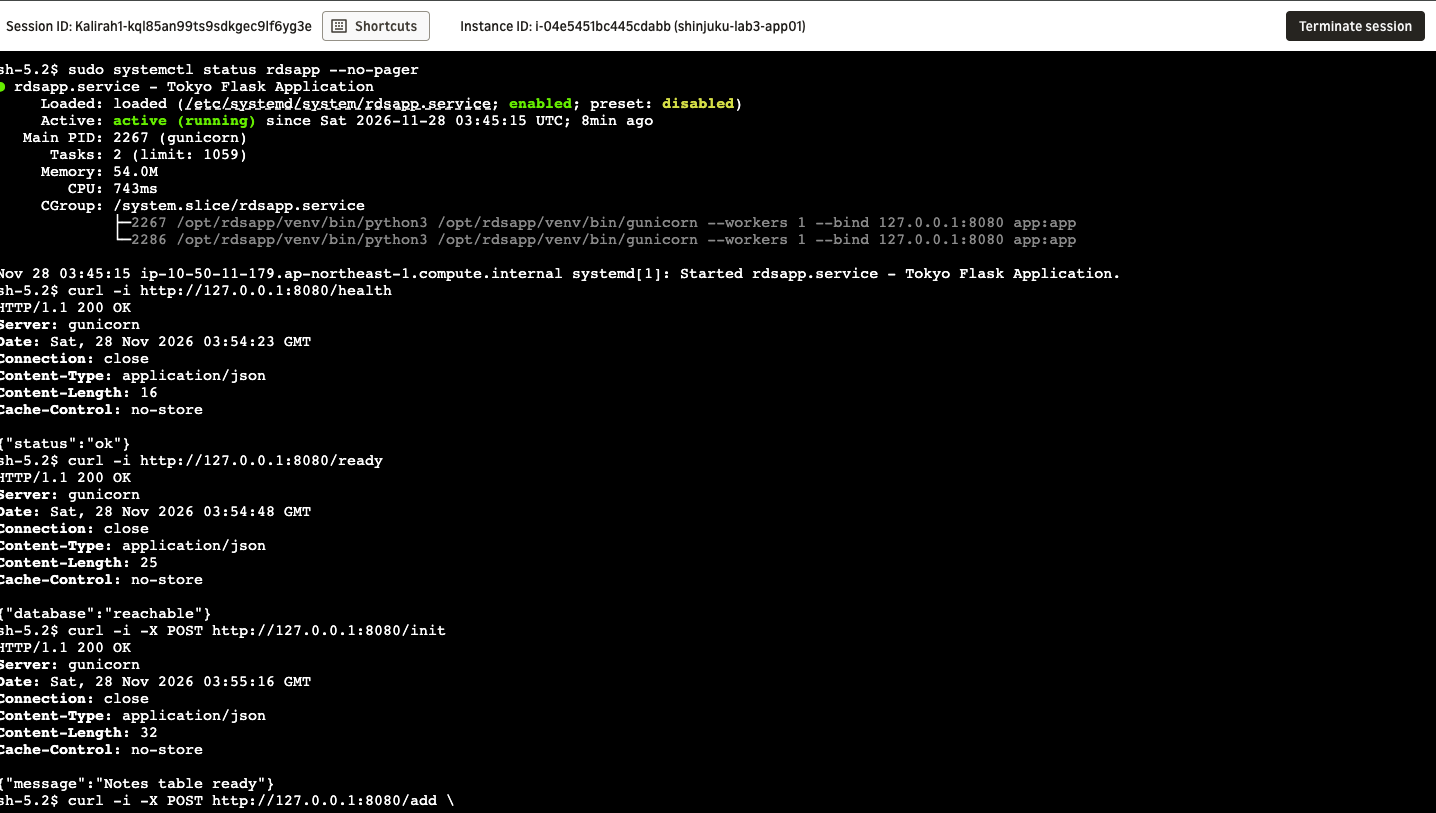 Session ID: Kalirah1-kql85an99ts9sdkgec9lf6yg3e Shortcuts Instance ID: i-04e5451bc445cdabb (shinjuku-lab3-app01) Terminate session
sh-5.2$ sudo systemctl status rdsapp --no-pager
● rdsapp.service - Tokyo Flask Application
Loaded: loaded (/etc/systemd/system/rdsapp.service; enabled; preset: disabled)
Active: active (running) since Sat 2026-11-28 03:45:15 UTC; 8min ago
Main PID: 2267 (gunicorn)
Tasks: 2 (limit: 1059)
Memory: 54.0M
CPU: 743ms
CGroup: /system.slice/rdsapp.service
├─2267 /opt/rdsapp/venv/bin/python3 /opt/rdsapp/venv/bin/gunicorn --workers 1 --bind 127.0.0.1:8080 app:app
└─2286 /opt/rdsapp/venv/bin/python3 /opt/rdsapp/venv/bin/gunicorn --workers 1 --bind 127.0.0.1:8080 app:app
Nov 28 03:45:15 ip-10-50-11-179.ap-northeast-1.compute.internal systemd[1]: Started rdsapp.service - Tokyo Flask Application.
sh-5.2$ curl -i http://127.0.0.1:8080/health
HTTP/1.1 200 OK
Server: gunicorn
Date: Sat, 28 Nov 2026 03:54:23 GMT
Connection: close
Content-Type: application/json
Content-Length: 16
Cache-Control: no-store
{"status":"ok"}
sh-5.2$ curl -i http://127.0.0.1:8080/ready
HTTP/1.1 200 OK
Server: gunicorn
Date: Sat, 28 Nov 2026 03:54:48 GMT
Connection: close
Content-Type: application/json
Content-Length: 25
Cache-Control: no-store
{"database":"reachable"}
sh-5.2$ curl -i -X POST http://127.0.0.1:8080/init
HTTP/1.1 200 OK
Server: gunicorn
Date: Sat, 28 Nov 2026 03:55:16 GMT
Connection: close
Content-Type: application/json
Content-Length: 32
Cache-Control: no-store
{"message":"Notes table ready"}
sh-5.2$ curl -i -X POST http://127.0.0.1:8080/add \